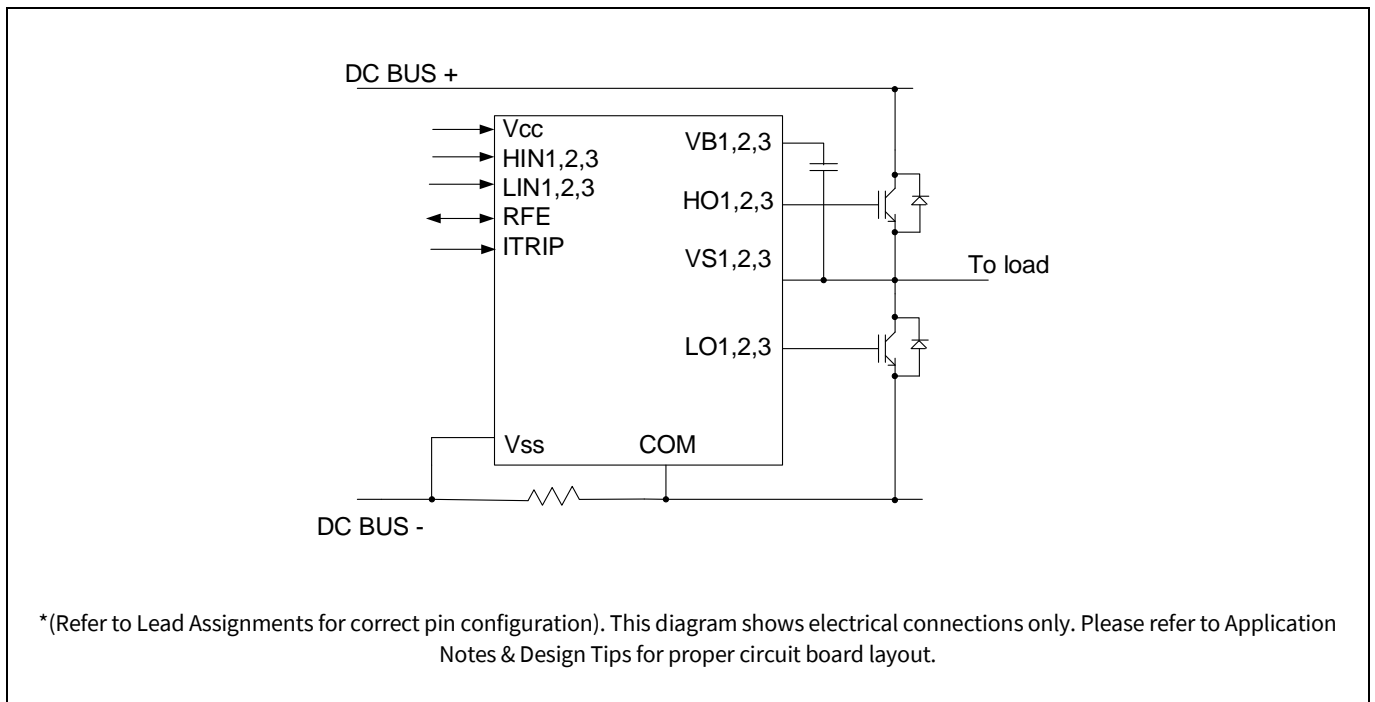 DC BUS +
Vcc
HIN1,2,3
LIN1,2,3
RFE
ITRIP
VB1,2,3
HO1,2,3
VS1,2,3
To load
LO1,2,3
Vss
COM
DC BUS -
*(Refer to Lead Assignments for correct pin configuration). This diagram shows electrical connections only. Please refer to Application
Notes & Design Tips for proper circuit board layout.